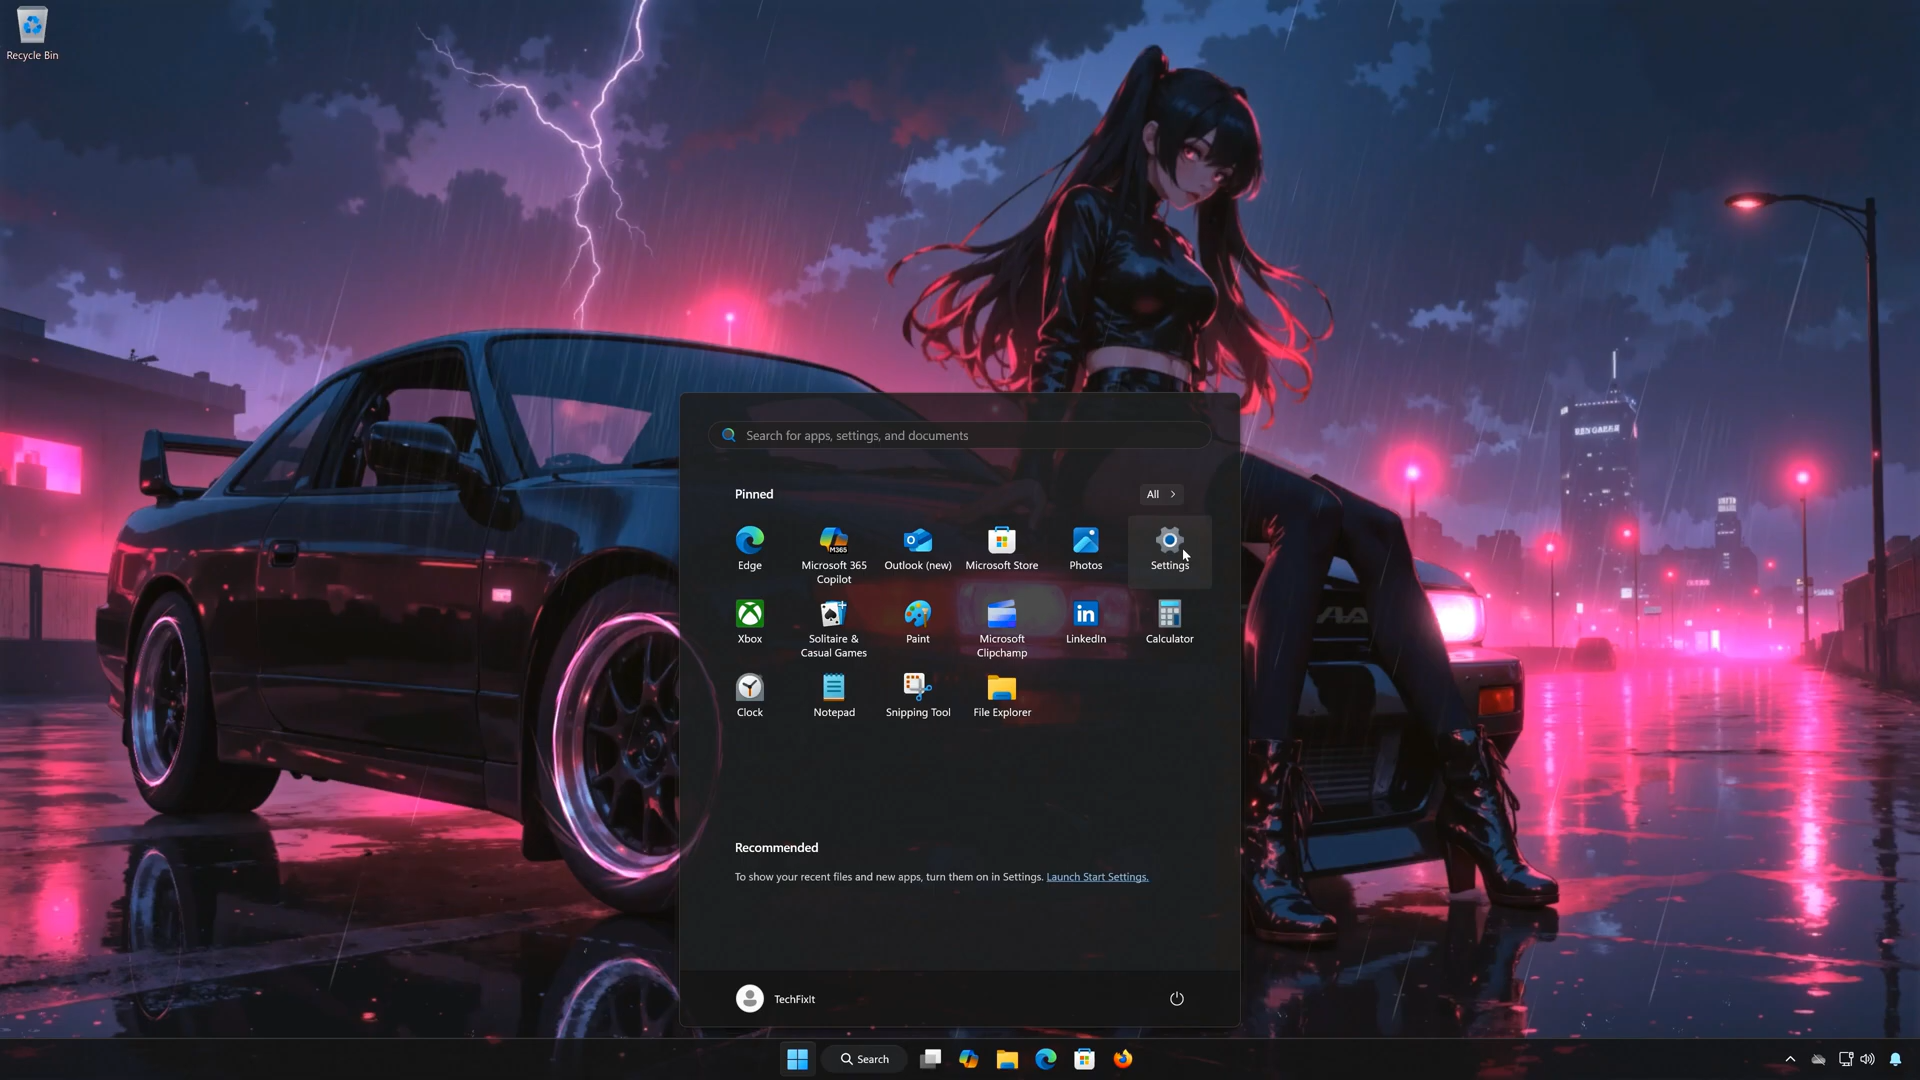 Recycle Bin
Search for apps, settings, and documents
Pinned
All
Edge
Microsoft 365
Copilot
Outlook (new)
Microsoft Store
Photos
Settings
Xbox
Solitaire &
Casual Games
Paint
Microsoft
Clipchamp
LinkedIn
Calculator
Clock
Notepad
Snipping Tool
File Explorer
Recommended
To show your recent files and new apps, turn them on in Settings. Launch Start Settings.
TechFixIt
Search